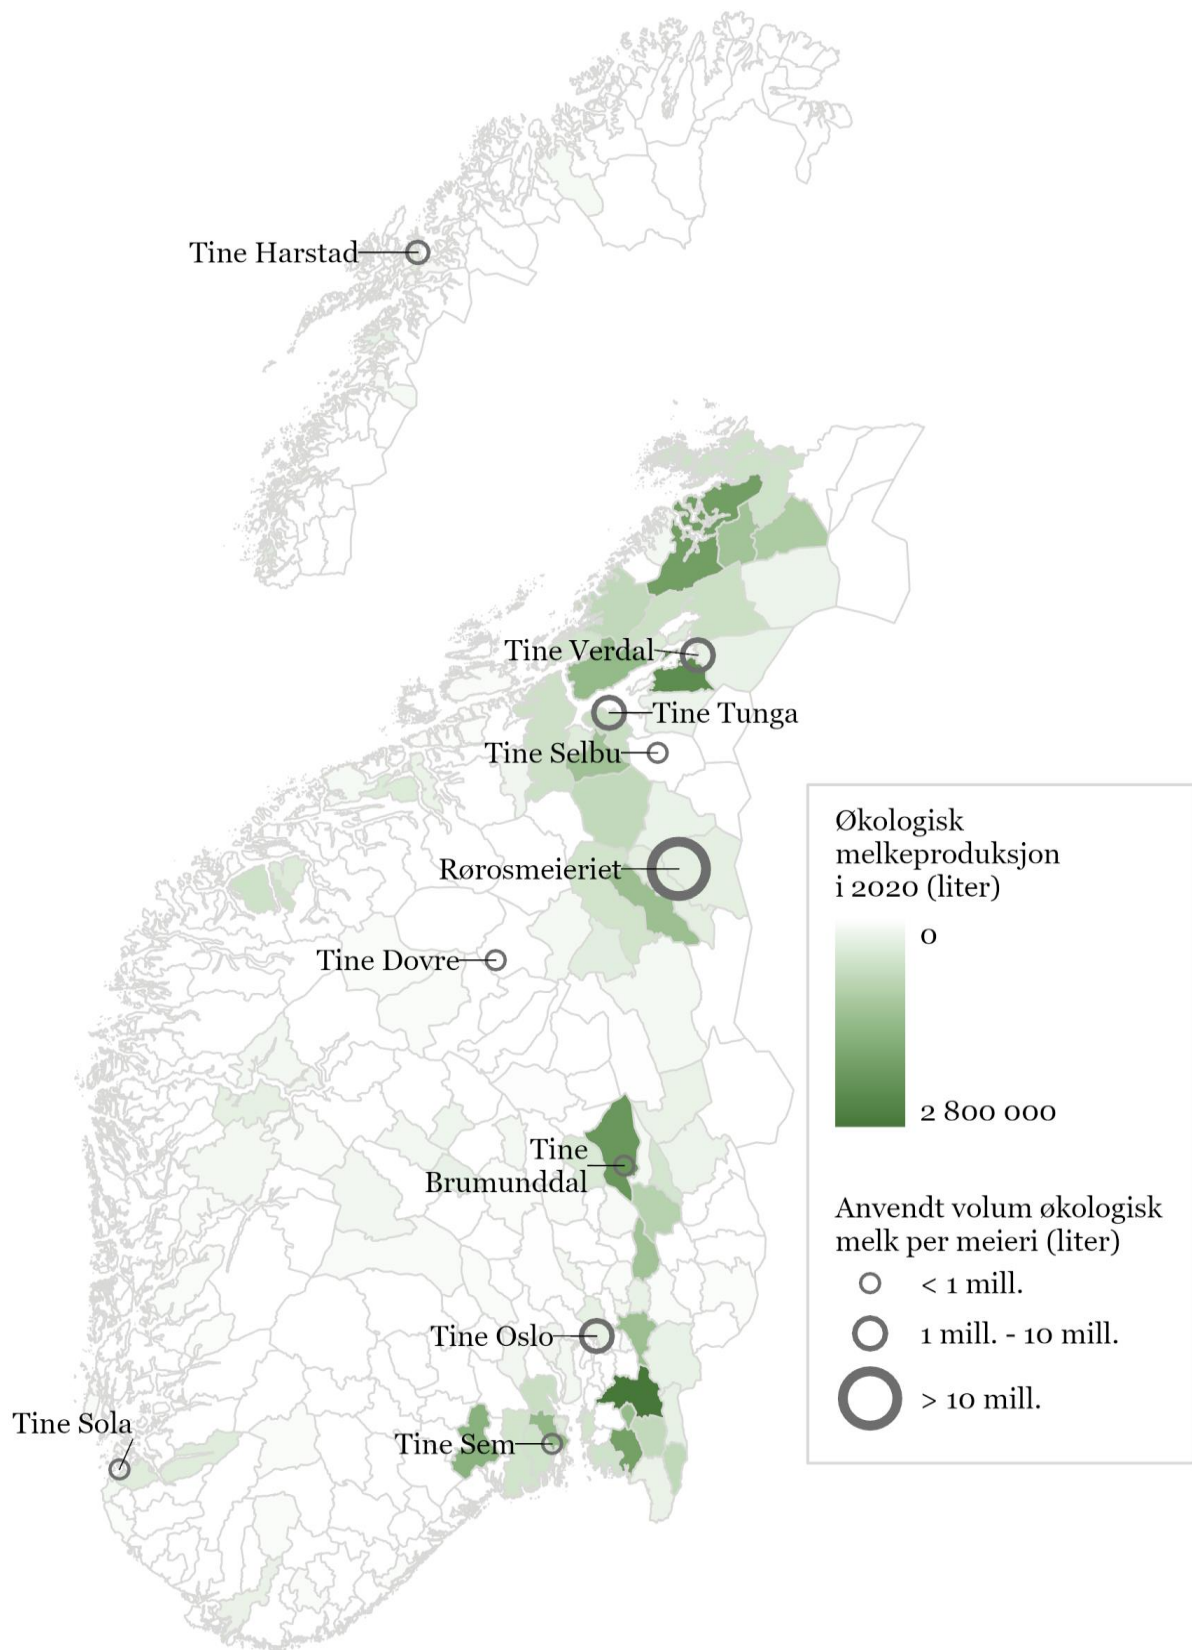 Tine Harstad
Tine Verdal
Tine Tunga
Tine Selbu
Rørosmeieriet
Tine Dovre
Tine
Brumunddal
Tine Oslo
Tine Sola
Tine Sem
Økologisk
melkeproduksjon
i 2020 (liter)
0
2 800 000
Anvendt volum økologisk
melk per meieri (liter)
< 1 mill.
1 mill. - 10 mill.
> 10 mill.